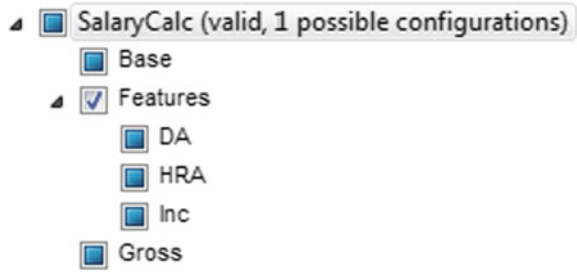 SalaryCalc (valid, 1 possible configurations)
Base
Features
DA
HRA
Inc
Gross